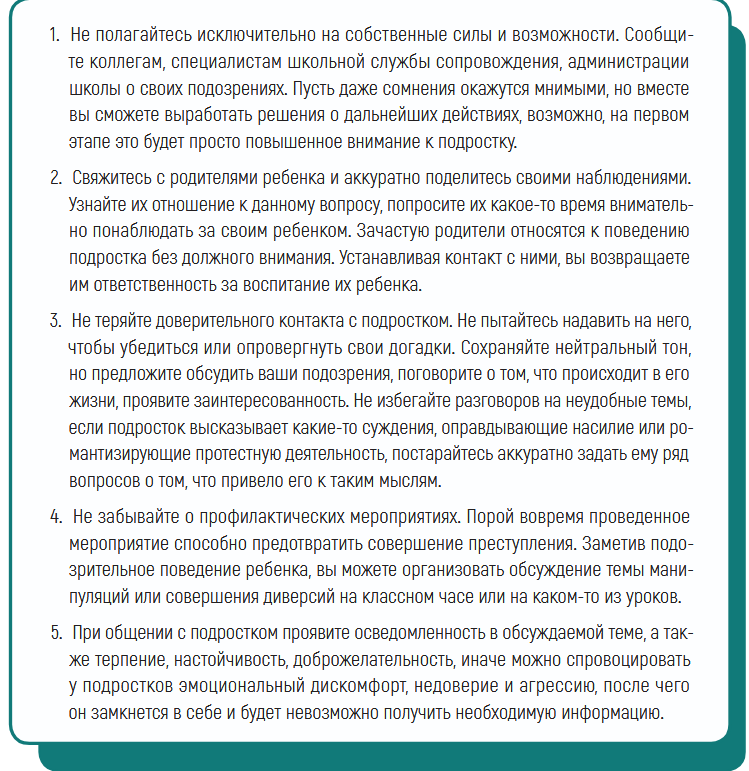 1. Не полагайтесь исключительно на собственные силы и возможности. Сообщи-
те коллегам, специалистам школьной службы сопровождения, администрации
школы о своих подозрениях. Пусть даже сомнения окажутся мнимыми, но вместе
вы сможете выработать решения о дальнейших действиях, возможно, на первом
этапе это будет просто повышенное внимание к подростку.
2. Свяжитесь с родителями ребенка и аккуратно поделитесь своими наблюдениями.
Узнайте их отношение к данному вопросу, попросите их какое-то время вниматель-
но понаблюдать за своим ребенком. Зачастую родители относятся к поведению
подростка без должного внимания. Устанавливая контакт с ними, вы возвращаете
им ответственность за воспитание их ребенка.
3. Не теряйте доверительного контакта с подростком. Не пытайтесь надавить на него,
чтобы убедиться или опровергнуть свои догадки. Сохраняйте нейтральный тон,
но предложите обсудить ваши подозрения, поговорите о том, что происходит в его
жизни, проявите заинтересованность. Не избегайте разговоров на неудобные темы,
если подросток высказывает какие-то суждения, оправдывающие насилие или ро-
мантизирующие протестную деятельность, постарайтесь аккуратно задать ему ряд
вопросов о том, что привело его к таким мыслям.
4. Не забывайте о профилактических мероприятиях. Порой вовремя проведенное
мероприятие способно предотвратить совершение преступления. Заметив подо-
зрительное поведение ребенка, вы можете организовать обсуждение темы мани-
пуляций или совершения диверсий на классном часе или на каком-то из уроков.
5. При общении с подростком проявите осведомленность в обсуждаемой теме, а так-
же терпение, настойчивость, доброжелательность, иначе можно спровоцировать
у подростков эмоциональный дискомфорт, недоверие и агрессию, после чего
он замкнется в себе и будет невозможно получить необходимую информацию.